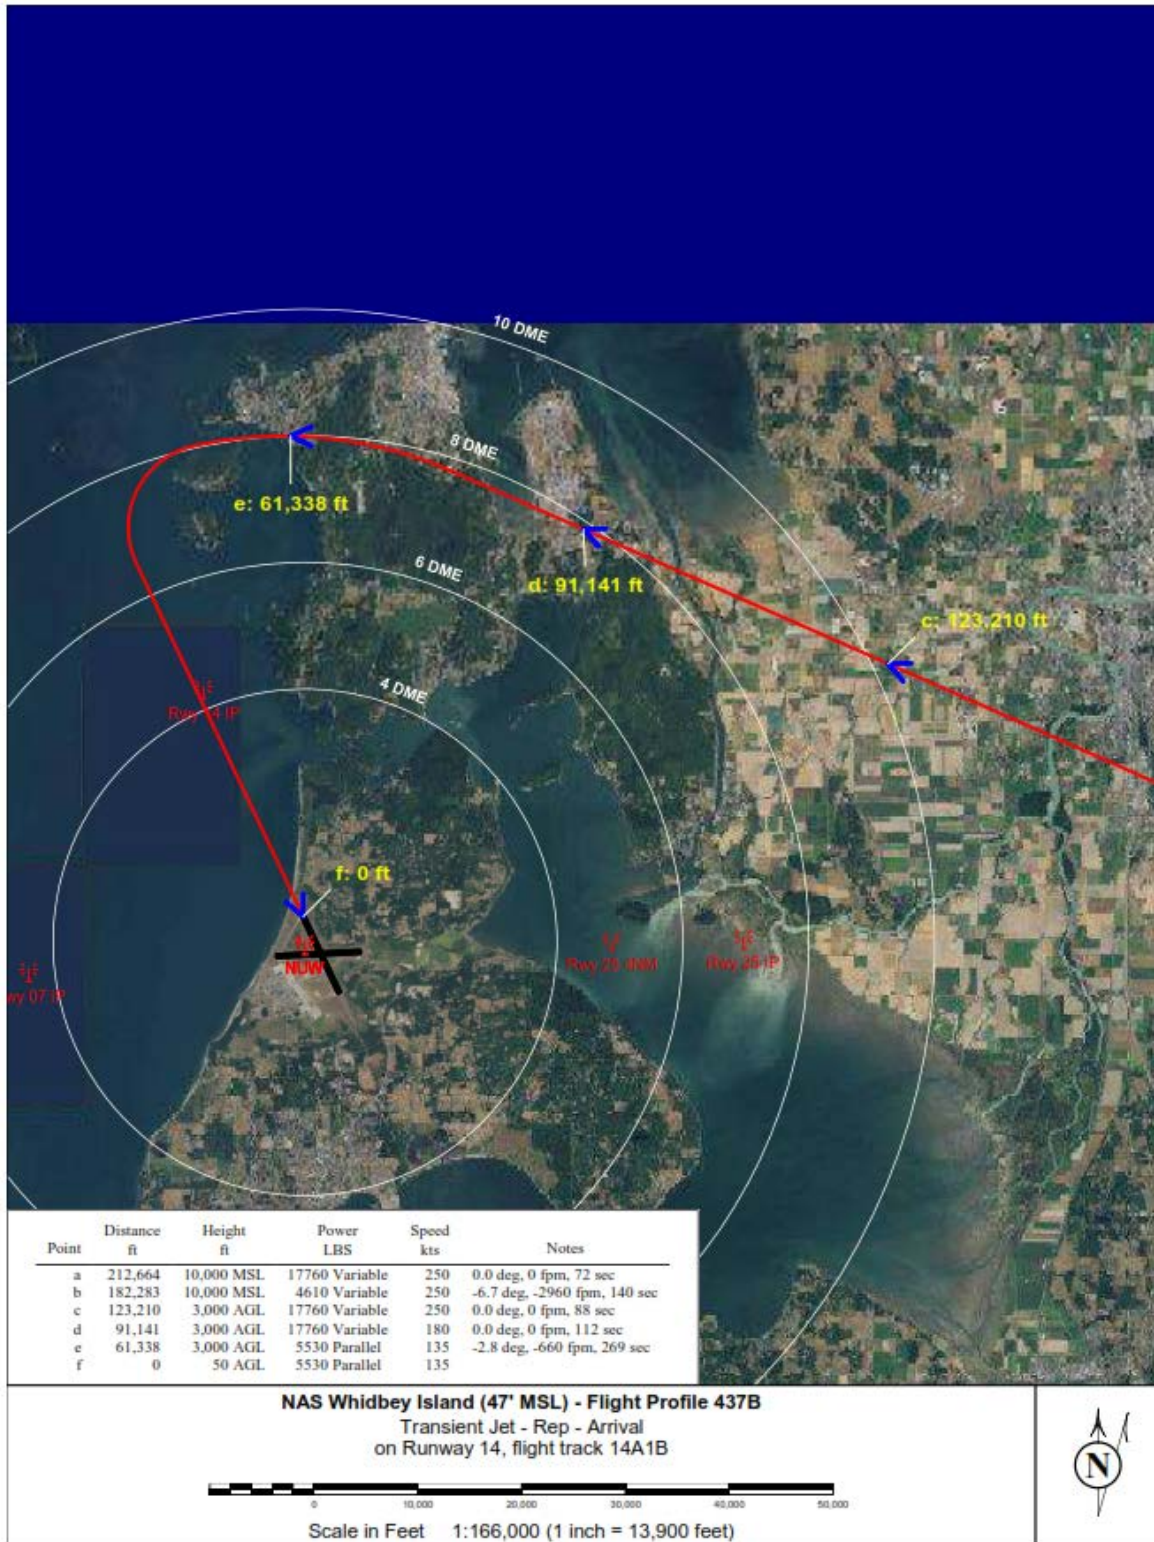 10 DME
8 DME
e: 61,338 ft
6 DME
d: 91,141 ft
c: 123,210 ft
4 DME
Rwy 14 IP
f: 0 ft
NUW
Rwy 25 4NM
Rwy 25 IP
wy 07 IP
Point Distance ft Height ft Power LBS Speed kts Notes
a 212,664 10,000 MSL 17760 Variable 250 0.0 deg, 0 fpm, 72 sec
b 182,283 10,000 MSL 4610 Variable 250 -6.7 deg, -2960 fpm, 140 sec
c 123,210 3,000 AGL 17760 Variable 250 0.0 deg, 0 fpm, 88 sec
d 91,141 3,000 AGL 17760 Variable 180 0.0 deg, 0 fpm, 112 sec
e 61,338 3,000 AGL 5530 Parallel 135 -2.8 deg, -660 fpm, 269 sec
f 0 50 AGL 5530 Parallel 135
NAS Whidbey Island (47' MSL) - Flight Profile 437B
Transient Jet - Rep - Arrival
on Runway 14, flight track 14A1B
0 10,000 20,000 30,000 40,000 50,000
Scale in Feet 1:166,000 (1 inch = 13,900 feet)
N